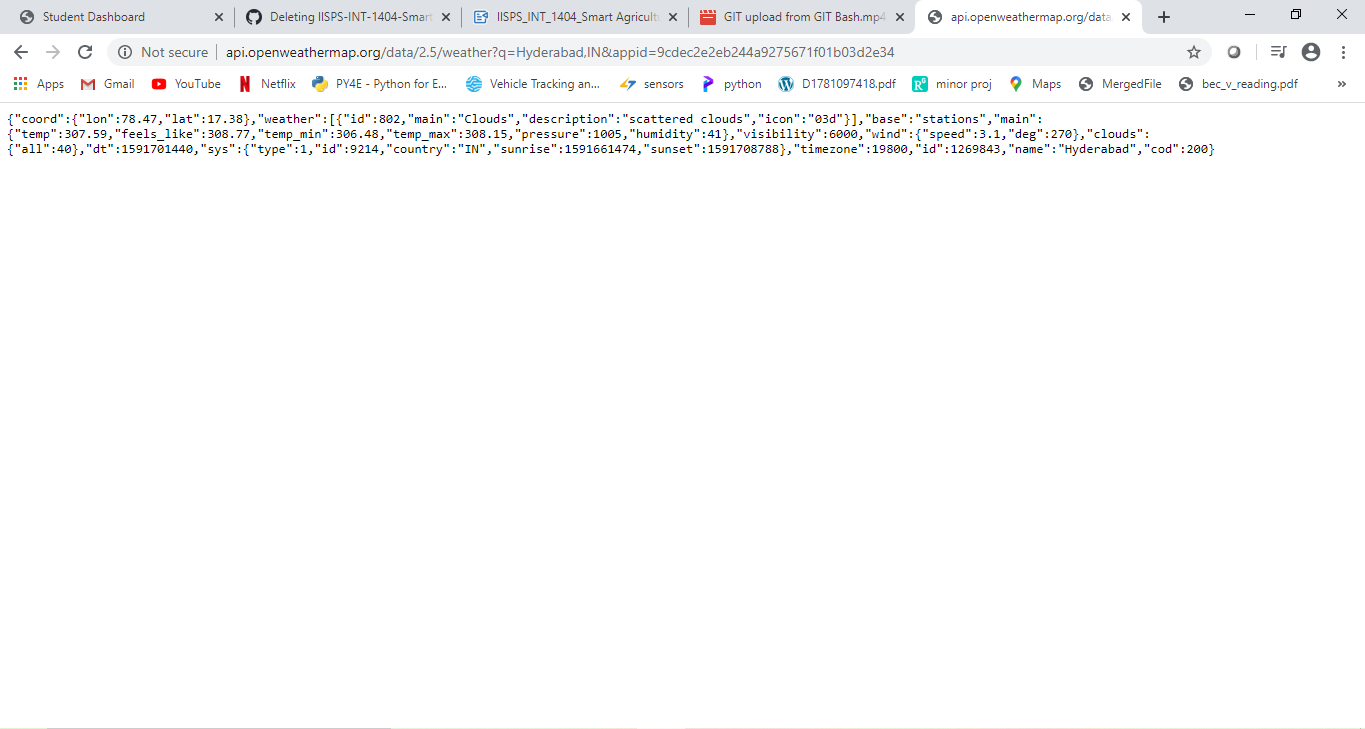 Student Dashboard
Deleting IISPS-INT-1404-Smart
IISPS_INT_1404_Smart Agricultu
GIT upload from GIT Bash.mp4
api.openweathermap.org/data
Not secure | api.openweathermap.org/data/2.5/weather?q=Hyderabad,IN&appid=9cdec2e2eb244a9275671f01b03d2e34
Apps Gmail YouTube Netflix PY4E - Python for E... Vehicle Tracking an... sensors python D1781097418.pdf minor proj Maps MergedFile bec_v_reading.pdf »
{"coord":{"lon":78.47,"lat":17.38},"weather":[{"id":802,"main":"Clouds","description":"scattered clouds","icon":"03d"}],"base":"stations","main":
{"temp":307.59,"feels_like":308.77,"temp_min":306.48,"temp_max":308.15,"pressure":1005,"humidity":41},"visibility":6000,"wind":{"speed":3.1,"deg":270},"clouds":
{"all":40},"dt":1591701440,"sys":{"type":1,"id":9214,"country":"IN","sunrise":1591661474,"sunset":1591708788},"timezone":19800,"id":1269843,"name":"Hyderabad","cod":200}